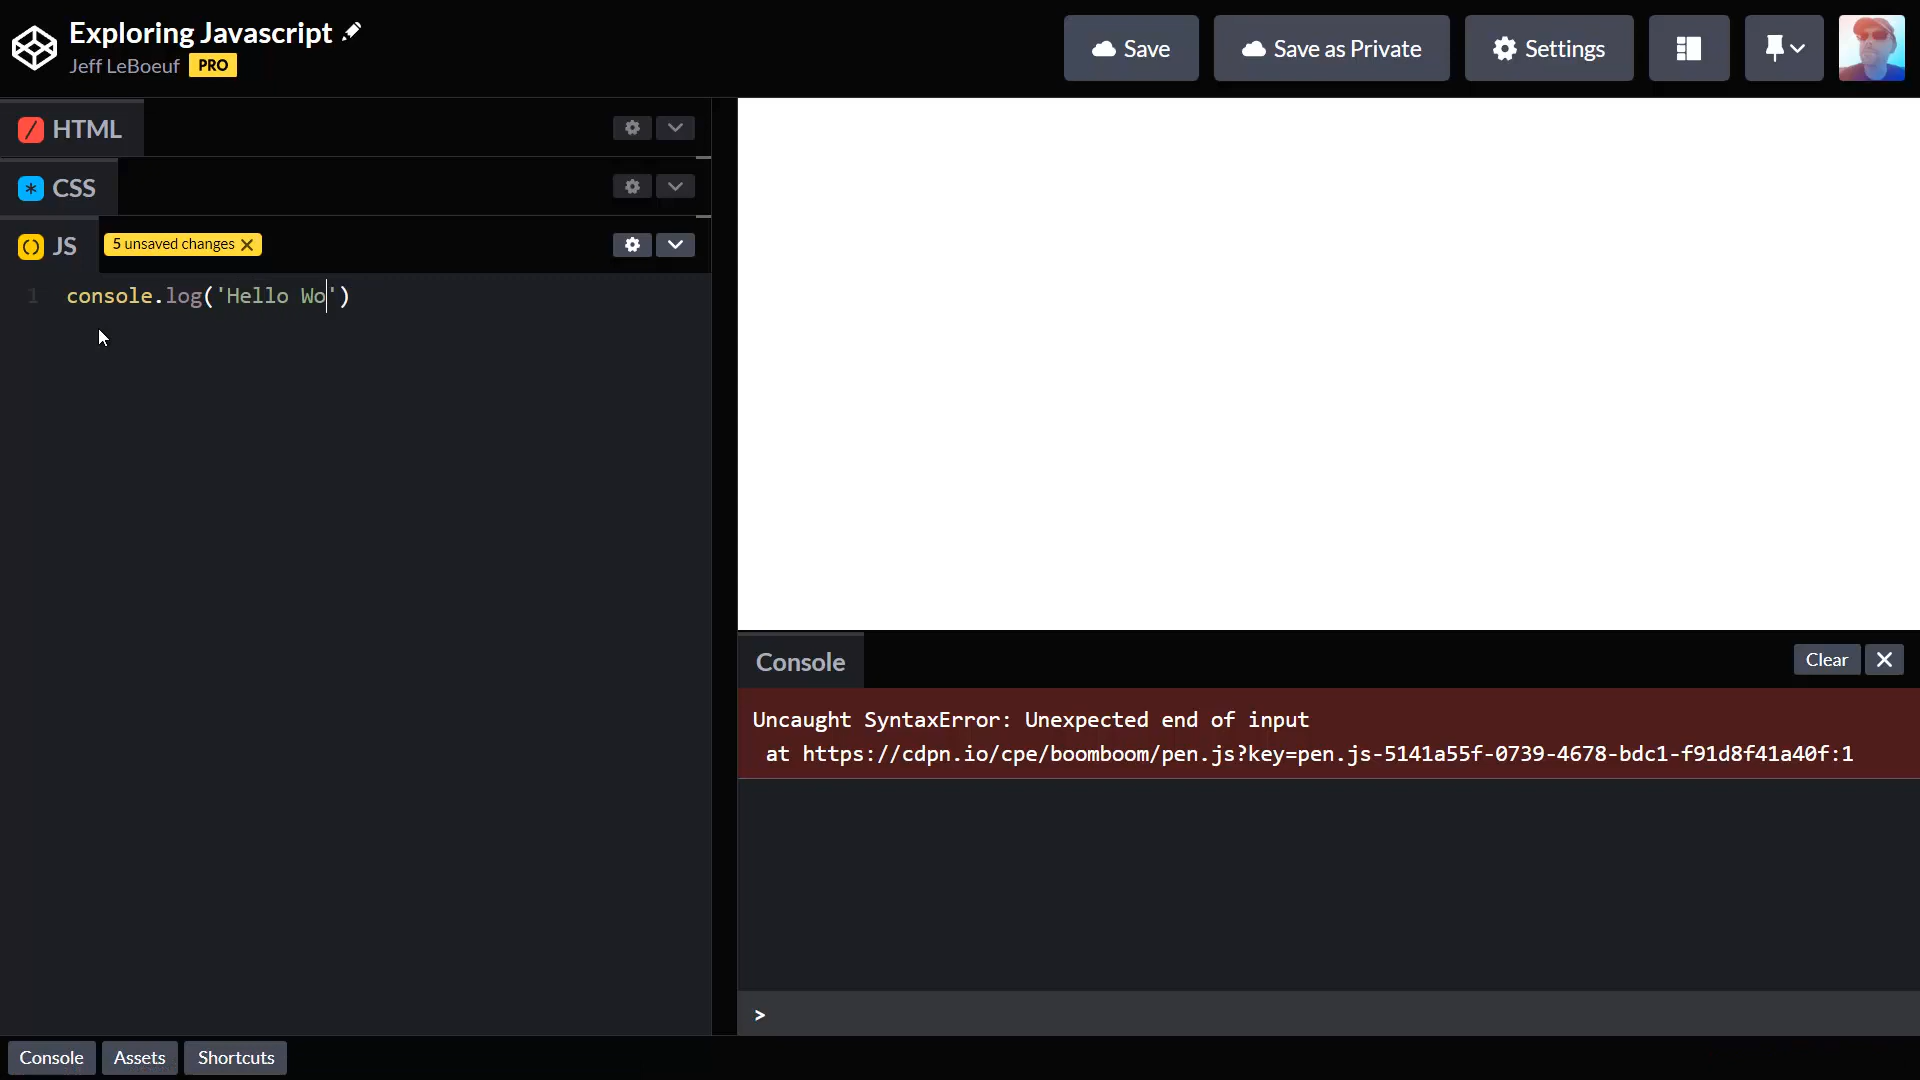 Exploring Javascript
Jeff LeBoeuf PRO
Save
Save as Private
Settings
HTML
CSS
JS
5 unsaved changes
1 console.log('Hello Wo')
Console
Clear
Uncaught SyntaxError: Unexpected end of input
at https://cdpn.io/cpe/boomboom/pen.js?key=pen.js-5141a55f-0739-4678-bdc1-f91d8f41a40f:1
>
Console
Assets
Shortcuts